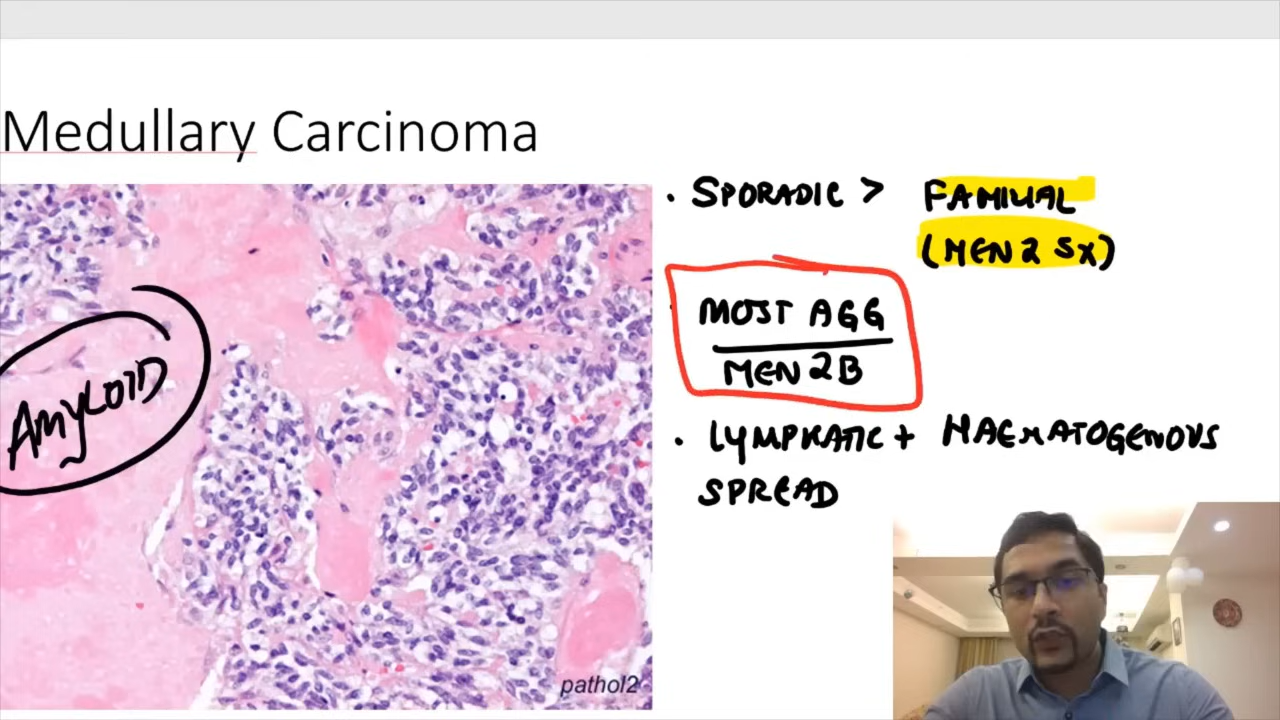 Medullary Carcinoma
. SPORADIC > FAMILIAL
(MEN 2 SX)
AMYLOID
MOST AGG
MEN 2B
. LYMPHATIC + HAEMATOGENOUS
SPREAD
pathol2